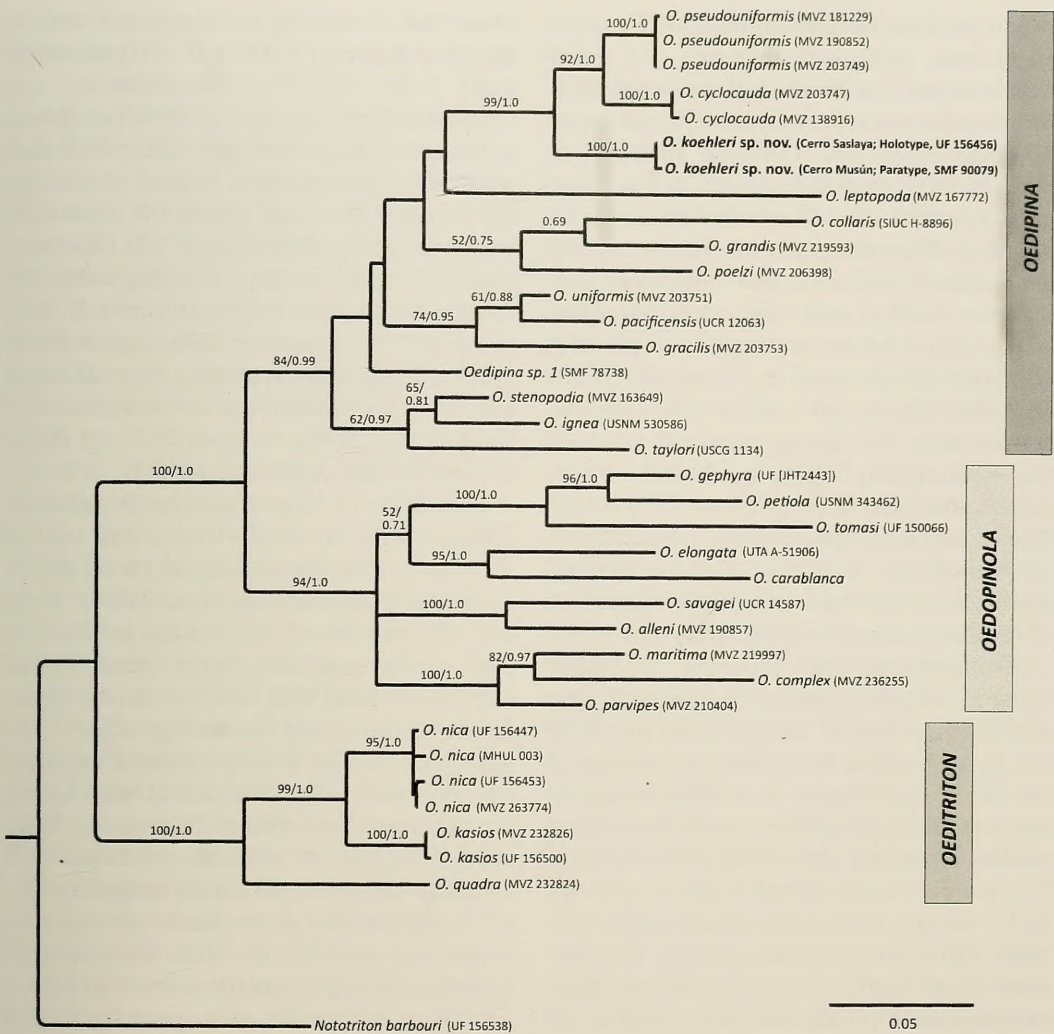 100/1.0
O. pseudouniformis (MVZ 181229)
O. pseudouniformis (MVZ 190852)
92/1.0
O. pseudouniformis (MVZ 203749)
99/1.0
100/1.0
O. cyclocauda (MVZ 203747)
O. cyclocauda (MVZ 138916)
100/1.0
O. koehleri sp. nov. (Cerro Saslaya; Holotype, UF 156456)
O. koehleri sp. nov. (Cerro Musún; Paratype, SMF 90079)
O. leptopoda (MVZ 167772)
0.69
O. collaris (SIUC H-8896)
52/0.75
O. grandis (MVZ 219593)
O. poelzi (MVZ 206398)
61/0.88
O. uniformis (MVZ 203751)
74/0.95
O. pacificensis (UCR 12063)
O. gracilis (MVZ 203753)
84/0.99
Oedipina sp. 1 (SMF 78738)
65/
0.81
O. stenopodia (MVZ 163649)
62/0.97
O. ignea (USNM 530586)
O. taylori (USCG 1134)
OEDIPINA
100/1.0
96/1.0
O. gephyra (UF [JHT2443])
100/1.0
O. petiola (USNM 343462)
52/
0.71
O. tomasi (UF 150066)
95/1.0
O. elongata (UTA A-51906)
94/1.0
O. carablanca
100/1.0
O. savagei (UCR 14587)
O. alleni (MVZ 190857)
82/0.97
O. maritima (MVZ 219997)
100/1.0
O. complex (MVZ 236255)
O. parvipes (MVZ 210404)
OEDOPINOLA
95/1.0
O. nica (UF 156447)
O. nica (MHUL 003)
O. nica (UF 156453)
99/1.0
O. nica (MVZ 263774)
100/1.0
100/1.0
O. kasios (MVZ 232826)
O. kasios (UF 156500)
O. quadra (MVZ 232824)
OEDITRITON
Nototriton barbouri (UF 156538)
0.05